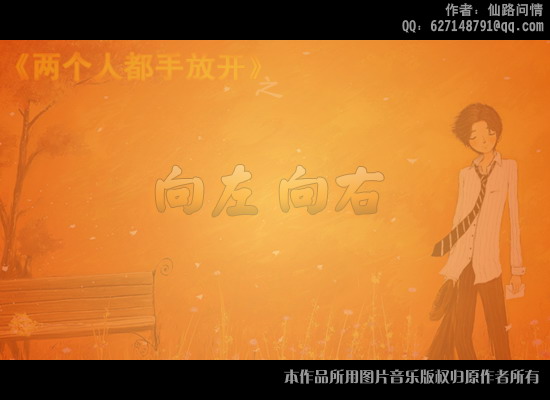 作者：仙路问情
QQ：627148791@qq.com
《两个人都手放开》
之
向左 向右
本作品所用图片音乐版权归原作者所有